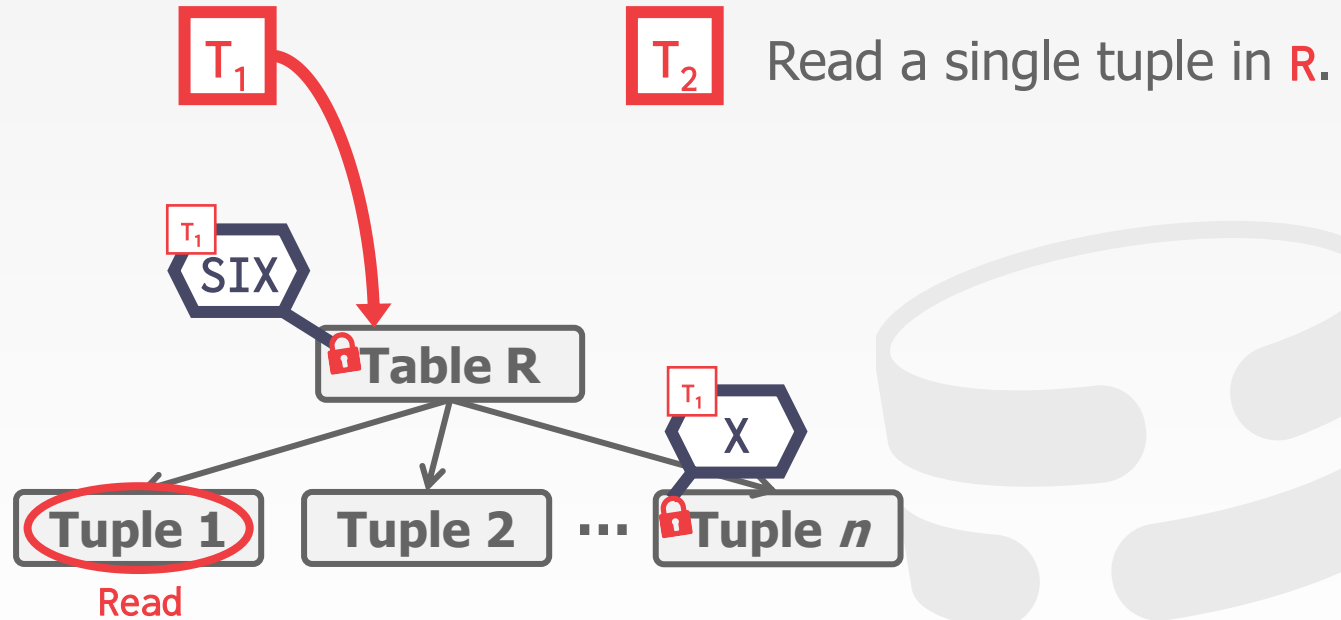 T₁
T₂ Read a single tuple in R.
T₁
SIX
Table R
T₁
X
Tuple 1 Tuple 2 ... Tuple n
Read